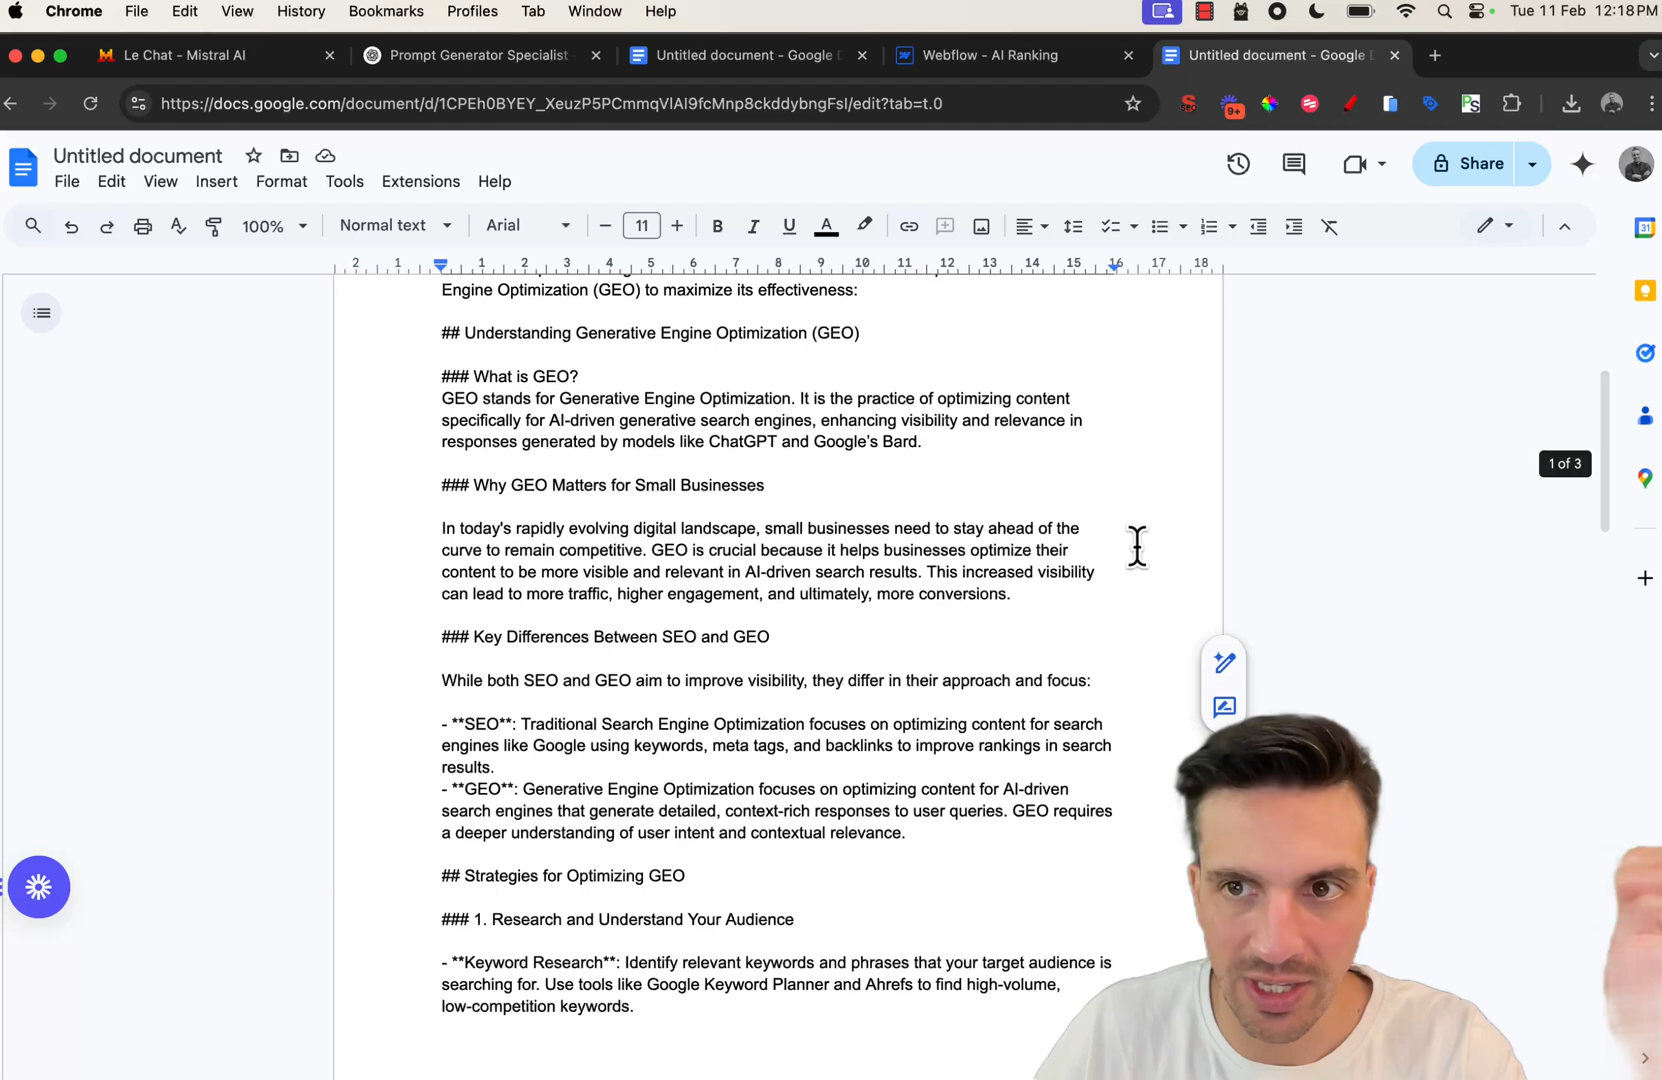 Chrome File Edit View History Bookmarks Profiles Tab Window Help Tue 11 Feb 12:18 PM
Le Chat - Mistral AI Prompt Generator Specialist - Untitled document - Google D Webflow - AI Ranking Untitled document - Google D
https://docs.google.com/document/d/1CPEh0BYEY_XeuzP5PCmmqVlAI9fcMnp8ckddybngFsI/edit?tab=t.0
9+
Untitled document
File Edit View Insert Format Tools Extensions Help
Share
100% Normal text Arial 11
31
2 1 1 2 3 4 5 6 7 8 9 10 11 12 13 14 15 16 17 18
Engine Optimization (GEO) to maximize its effectiveness:
## Understanding Generative Engine Optimization (GEO)
### What is GEO?
GEO stands for Generative Engine Optimization. It is the practice of optimizing content
specifically for AI-driven generative search engines, enhancing visibility and relevance in
responses generated by models like ChatGPT and Google's Bard.
1 of 3
### Why GEO Matters for Small Businesses
In today's rapidly evolving digital landscape, small businesses need to stay ahead of the
curve to remain competitive. GEO is crucial because it helps businesses optimize their
content to be more visible and relevant in AI-driven search results. This increased visibility
can lead to more traffic, higher engagement, and ultimately, more conversions.
### Key Differences Between SEO and GEO
While both SEO and GEO aim to improve visibility, they differ in their approach and focus:
- **SEO**: Traditional Search Engine Optimization focuses on optimizing content for search
engines like Google using keywords, meta tags, and backlinks to improve rankings in search
results.
- **GEO**: Generative Engine Optimization focuses on optimizing content for AI-driven
search engines that generate detailed, context-rich responses to user queries. GEO requires
a deeper understanding of user intent and contextual relevance.
## Strategies for Optimizing GEO
### 1. Research and Understand Your Audience
- **Keyword Research**: Identify relevant keywords and phrases that your target audience is
searching for. Use tools like Google Keyword Planner and Ahrefs to find high-volume,
low-competition keywords.